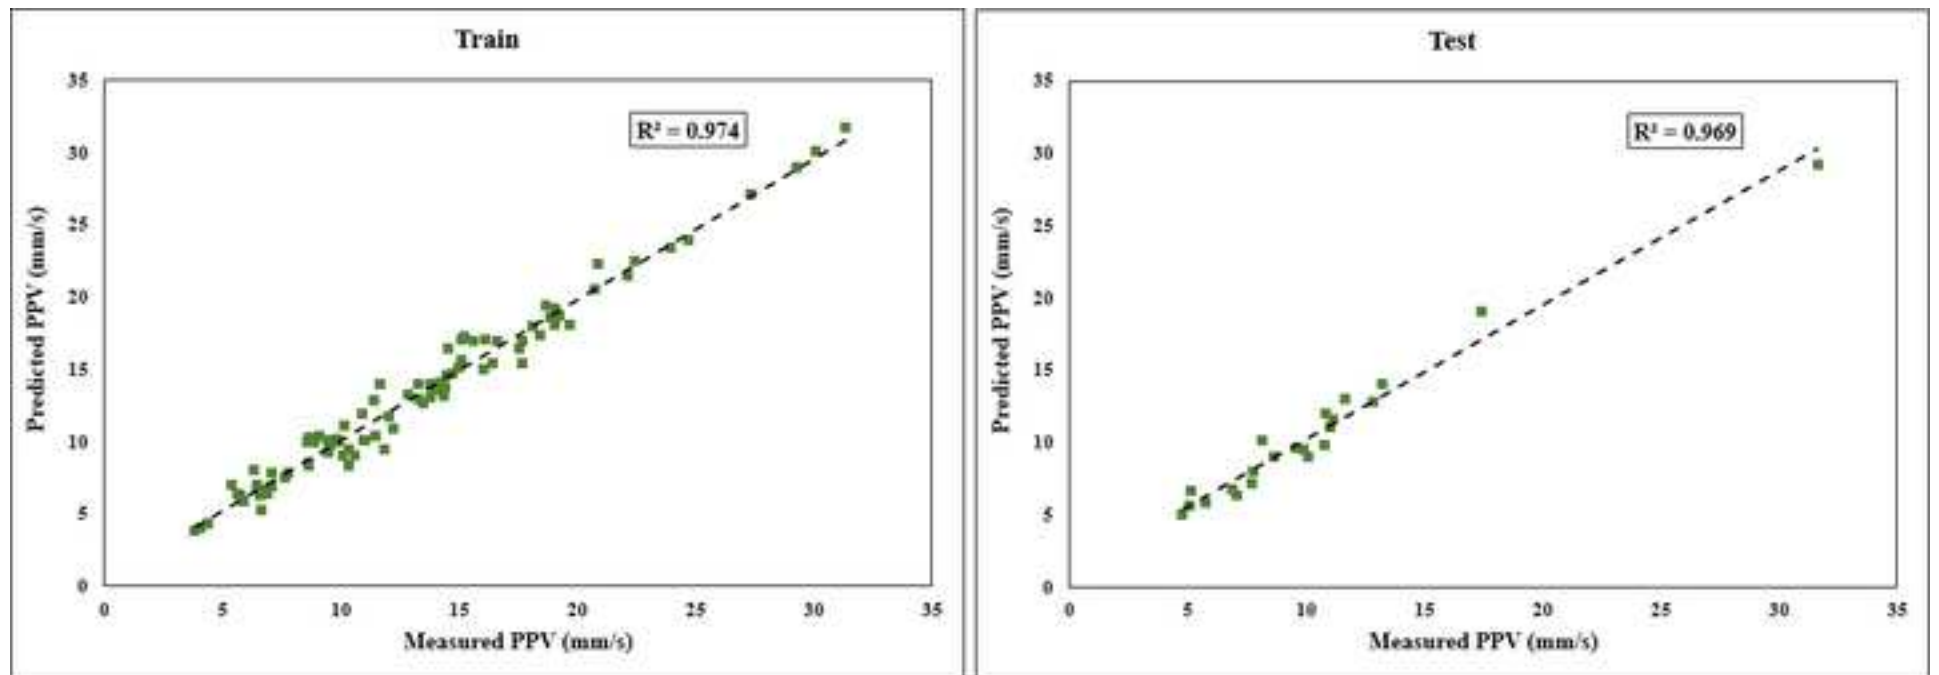 Train
35
30
25
20
15
10
5
0
R² = 0.974
Predicted PPV (mm/s)
0 5 10 15 20 25 30 35
Measured PPV (mm/s)
Test
35
30
25
20
15
10
5
0
R² = 0.969
Predicted PPV (mm/s)
0 5 10 15 20 25 30 35
Measured PPV (mm/s)